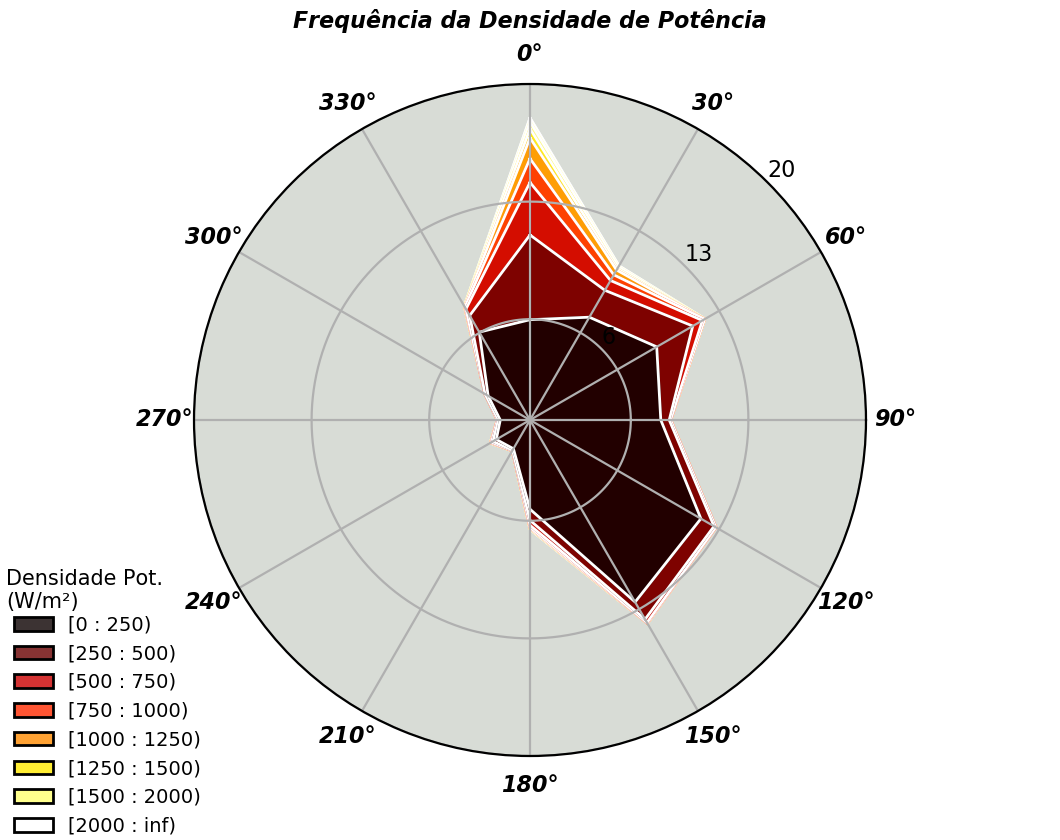 Frequência da Densidade de Potência
0°
330°
30°
20
300°
60°
13
6
270°
90°
240°
120°
210°
150°
180°
Densidade Pot.
(W/m²)
[0 : 250)
[250 : 500)
[500 : 750)
[750 : 1000)
[1000 : 1250)
[1250 : 1500)
[1500 : 2000)
[2000 : inf)